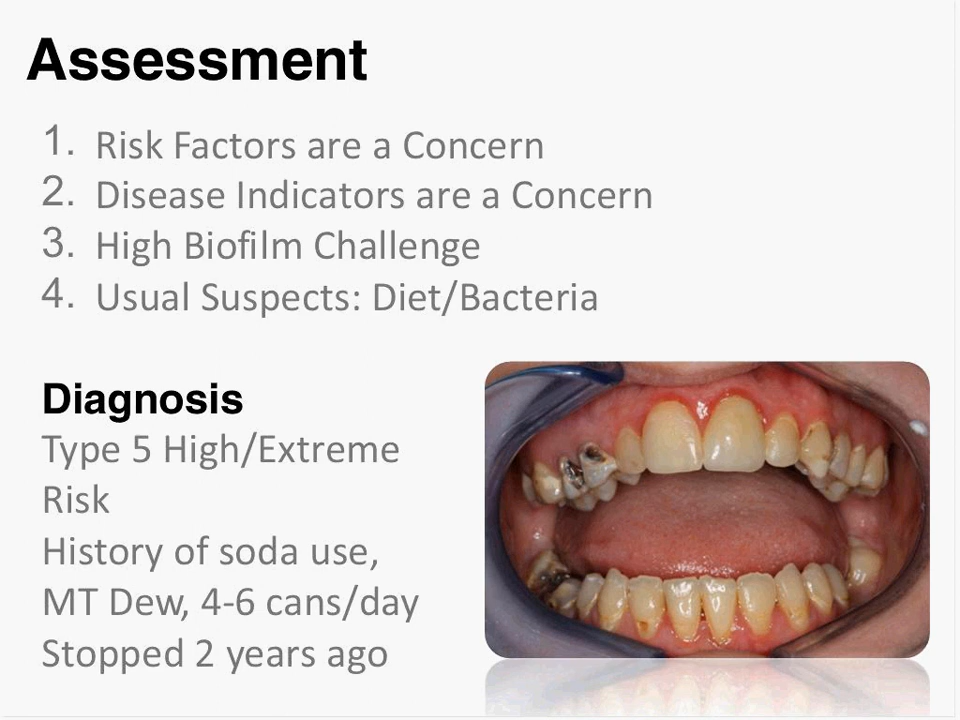 Assessment
1. Risk Factors are a Concern
2. Disease Indicators are a Concern
3. High Biofilm Challenge
4. Usual Suspects: Diet/Bacteria
Diagnosis
Type 5 High/Extreme
Risk
History of soda use,
MT Dew, 4-6 cans/day
Stopped 2 years ago